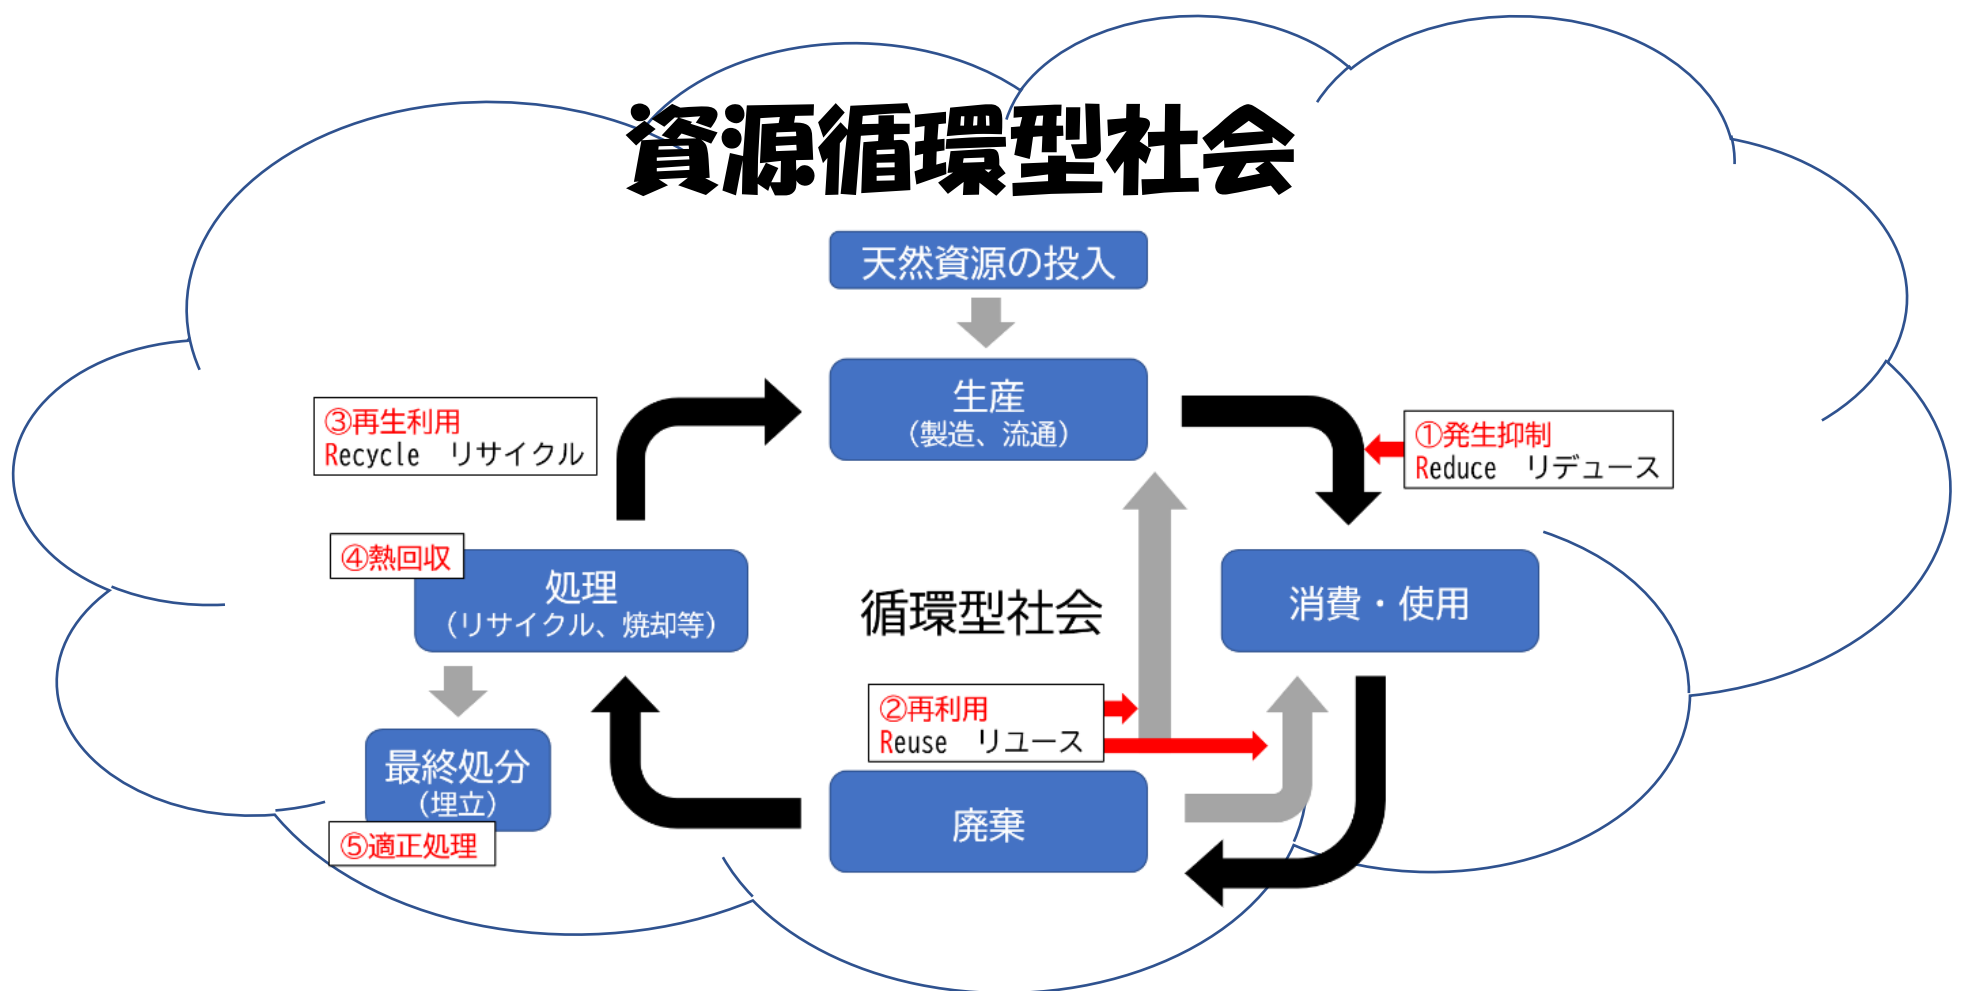 資源循環型社会
天然資源の投入
生産
（製造、流通）
③再生利用
Recycle　リサイクル
①発生抑制
Reduce　リデュース
④熱回収
処理
（リサイクル、焼却等）
循環型社会
消費・使用
②再利用
Reuse　リユース
最終処分
（埋立）
⑤適正処理
廃棄